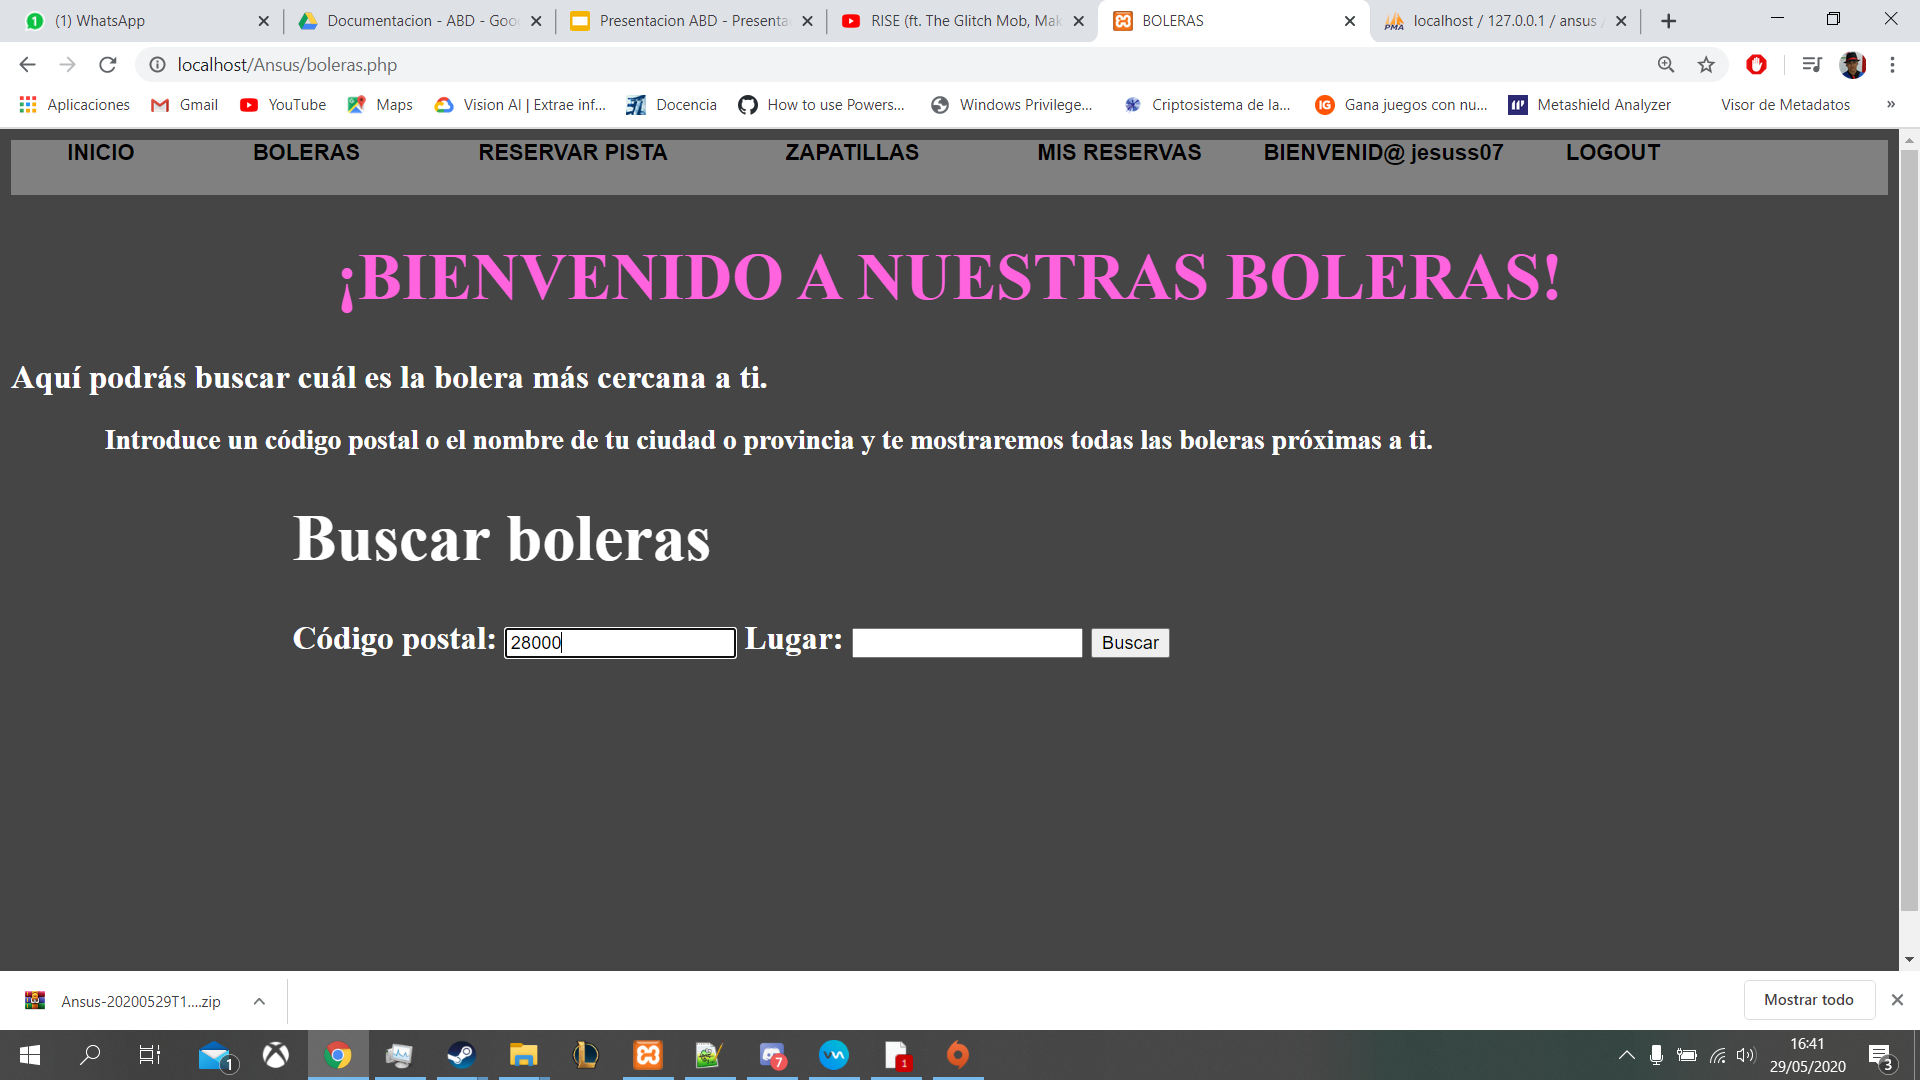 (1) WhatsApp
Documentacion - ABD - Goo
Presentacion ABD - Presenta
RISE (ft. The Glitch Mob, Mak
BOLERAS
localhost / 127.0.0.1 / ansus /
localhost/Ansus/boleras.php
Aplicaciones
Gmail
YouTube
Maps
Vision AI | Extrae inf...
Docencia
How to use Powers...
Windows Privilege...
Criptosistema de la...
Gana juegos con nu...
Metashield Analyzer
Visor de Metadatos
»
INICIO BOLERAS RESERVAR PISTA ZAPATILLAS MIS RESERVAS BIENVENID@ jesuss07 LOGOUT
¡BIENVENIDO A NUESTRAS BOLERAS!
Aquí podrás buscar cuál es la bolera más cercana a ti.
Introduce un código postal o el nombre de tu ciudad o provincia y te mostraremos todas las boleras próximas a ti.
Buscar boleras
Código postal: 28000 Lugar: Buscar
Ansus-20200529T1....zip
Mostrar todo
1
7
1
16:41
29/05/2020
3